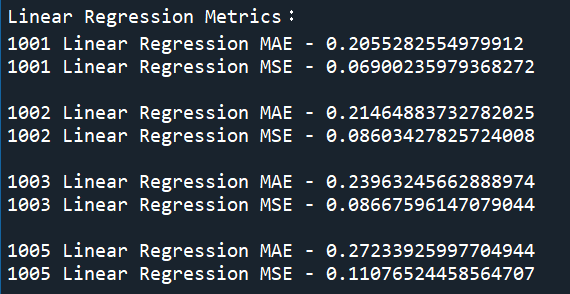 Linear Regression Metrics:
1001 Linear Regression MAE - 0.2055282554979912
1001 Linear Regression MSE - 0.06900235979368272
1002 Linear Regression MAE - 0.21464883732782025
1002 Linear Regression MSE - 0.08603427825724008
1003 Linear Regression MAE - 0.23963245662888974
1003 Linear Regression MSE - 0.08667596147079044
1005 Linear Regression MAE - 0.27233925997704944
1005 Linear Regression MSE - 0.11076524458564707